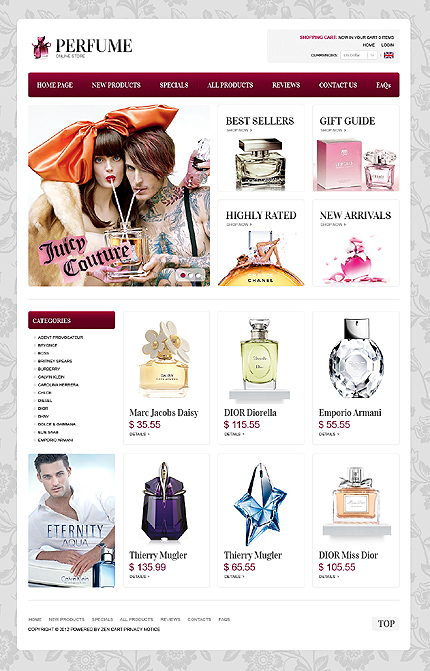 PERFUME
ONLINE STORE
SHOPPING CART: NOW IN YOUR CART 0 ITEMS
HOME LOGIN
CURRENCIES: US Dollar
HOME PAGE NEW PRODUCTS SPECIALS ALL PRODUCTS REVIEWS CONTACT US FAQs
Juicy
Couture
BEST SELLERS
SHOP NOW
GIFT GUIDE
SHOP NOW
HIGHLY RATED
SHOP NOW
CHANEL
NEW ARRIVALS
SHOP NOW
CATEGORIES
AGENT PROVOCATEUR
BEYONCE
BOSS
BRITNEY SPEARS
BURBERRY
CALVIN KLEIN
CAROLINA HERRERA
CHLOE
DIESEL
DIOR
DKNY
DOLCE & GABBANA
ELIE SAAB
EMPORIO ARMANI
Marc Jacobs Daisy
$ 35.55
DETAILS
DIOR Diorella
$ 115.55
DETAILS
Emporio Armani
$ 55.55
DETAILS
ETERNITY
AQUA
Calvin Klein
Thierry Mugler
$ 135.99
DETAILS
Thierry Mugler
$ 65.55
DETAILS
DIOR Miss Dior
$ 105.55
DETAILS
HOME NEW PRODUCTS SPECIALS ALL PRODUCTS REVIEWS CONTACTS FAQS
COPYRIGHT © 2012 POWERED BY ZEN CART. PRIVACY NOTICE
TOP